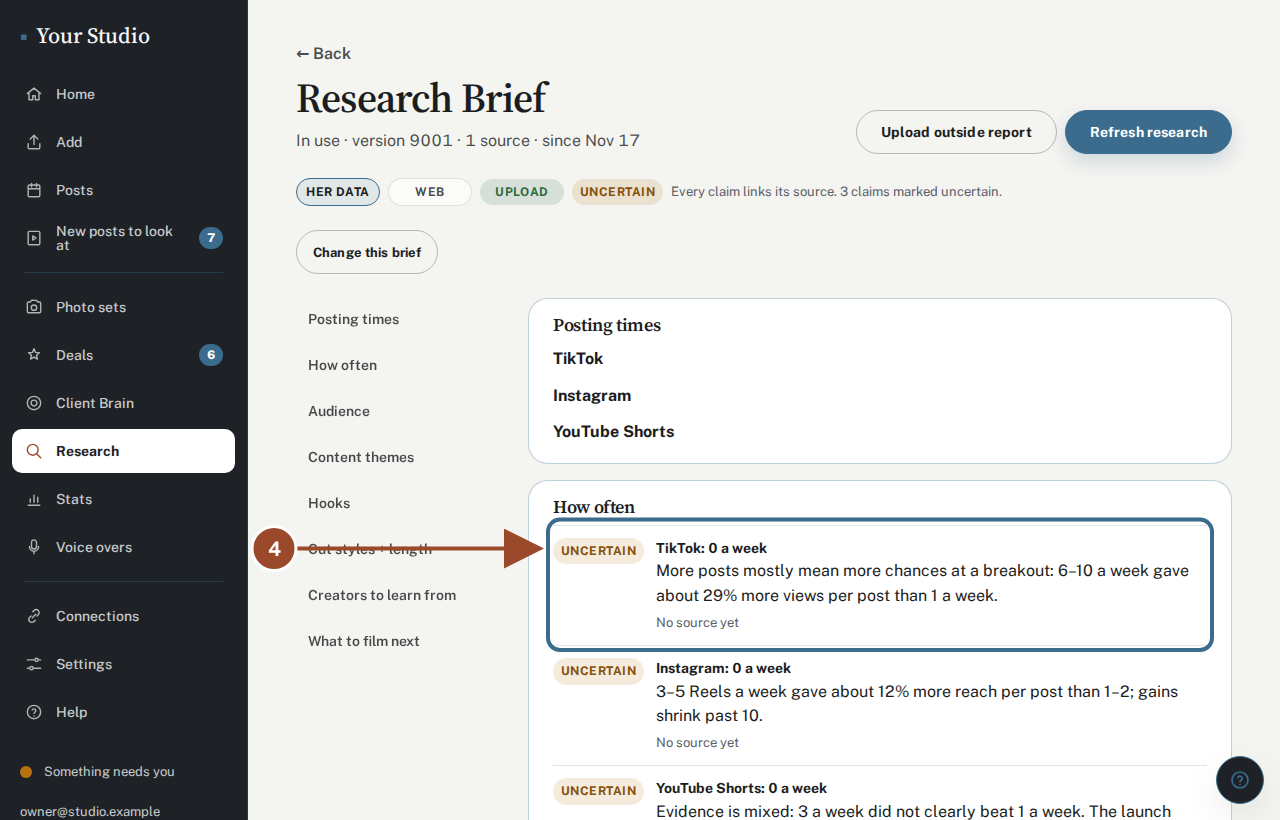 Your Studio
Home
Add
Posts
New posts to look
at
7
Photo sets
Deals
6
Client Brain
Research
Stats
Voice overs
Connections
Settings
Help
Something needs you
owner@studio.example
← Back
Research Brief
In use · version 9001 · 1 source · since Nov 17
Upload outside report
Refresh research
HER DATA
WEB
UPLOAD
UNCERTAIN
Every claim links its source. 3 claims marked uncertain.
Change this brief
Posting times
How often
Audience
Content themes
Hooks
Cut styles + length
Creators to learn from
What to film next
4
Posting times
TikTok
Instagram
YouTube Shorts
How often
UNCERTAIN
TikTok: 0 a week
More posts mostly mean more chances at a breakout: 6–10 a week gave
about 29% more views per post than 1 a week.
No source yet
UNCERTAIN
Instagram: 0 a week
3–5 Reels a week gave about 12% more reach per post than 1–2; gains
shrink past 10.
No source yet
UNCERTAIN
YouTube Shorts: 0 a week
Evidence is mixed: 3 a week did not clearly beat 1 a week. The launch